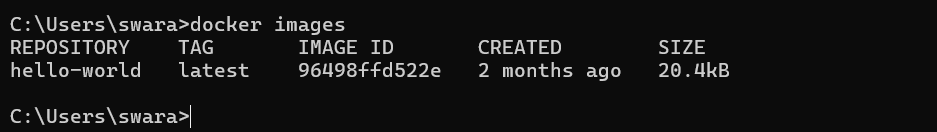 C:\Users\swara>docker images
REPOSITORY    TAG       IMAGE ID       CREATED        SIZE
hello-world   latest    96498ffd522e   2 months ago   20.4kB
C:\Users\swara>